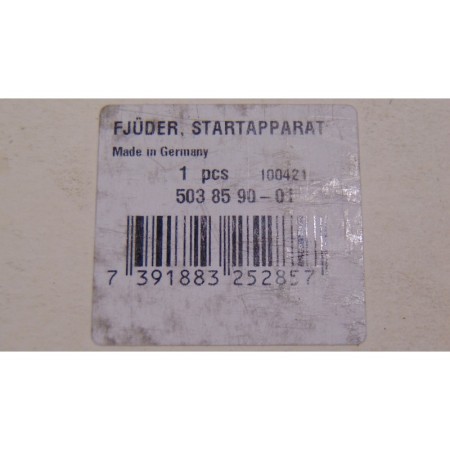 FJÜDER, STARTAPPARAT
Made in Germany
1 pcs 100421
503 85 90-01
7 391883 252857